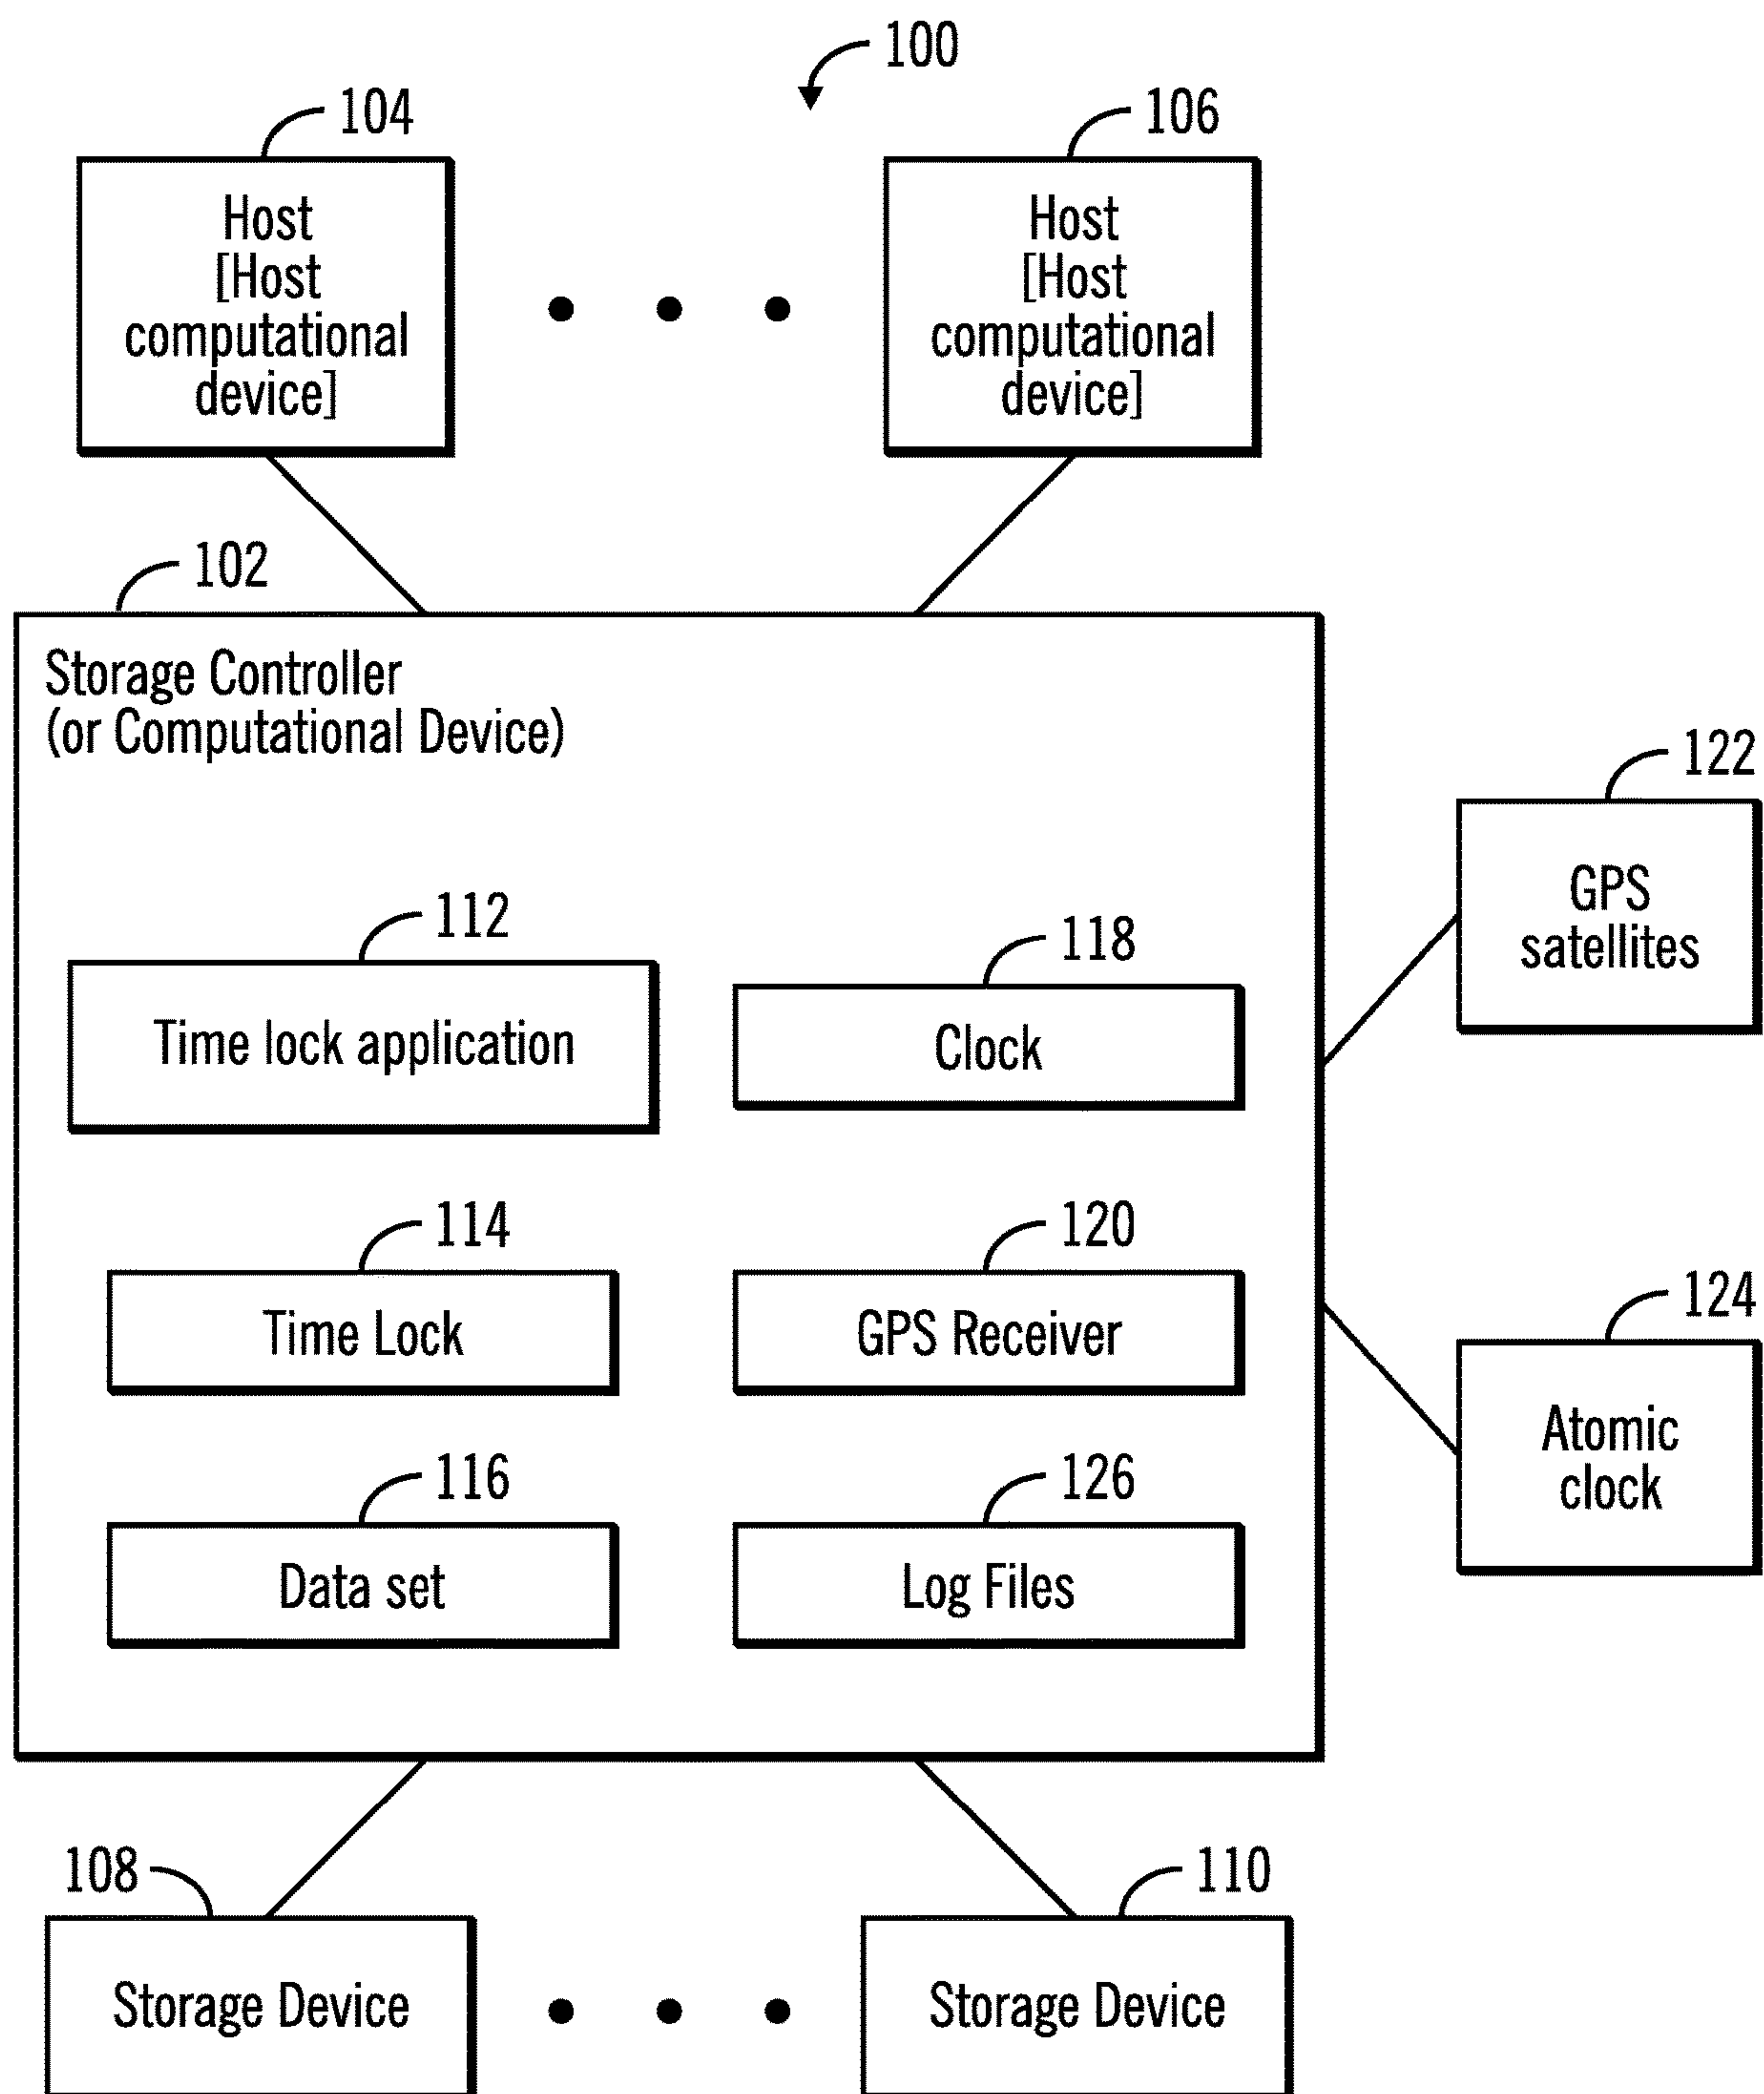 100
104
106
Host
[Host
computational
device]
Host
[Host
computational
device]
102
Storage Controller
(or Computational Device)
122
GPS
satellites
112
Time lock application
118
Clock
114
Time Lock
120
GPS Receiver
124
Atomic
clock
116
Data set
126
Log Files
108
Storage Device
110
Storage Device